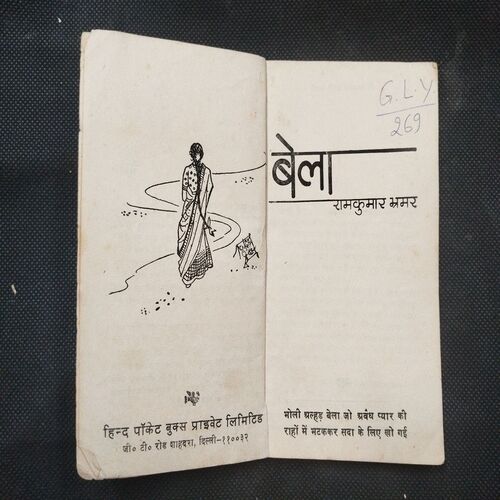 हिन्द पॉकेट बुक्स प्राइवेट लिमिटिड
जी० टी० रोड शाहदरा, दिल्ली-११००३२
G.L.Y.
269
बेला
रामकुमार भ्रमर
भोली अल्हड़ बेला जो अवैध प्यार की
राहों में भटककर सदा के लिए खो गई